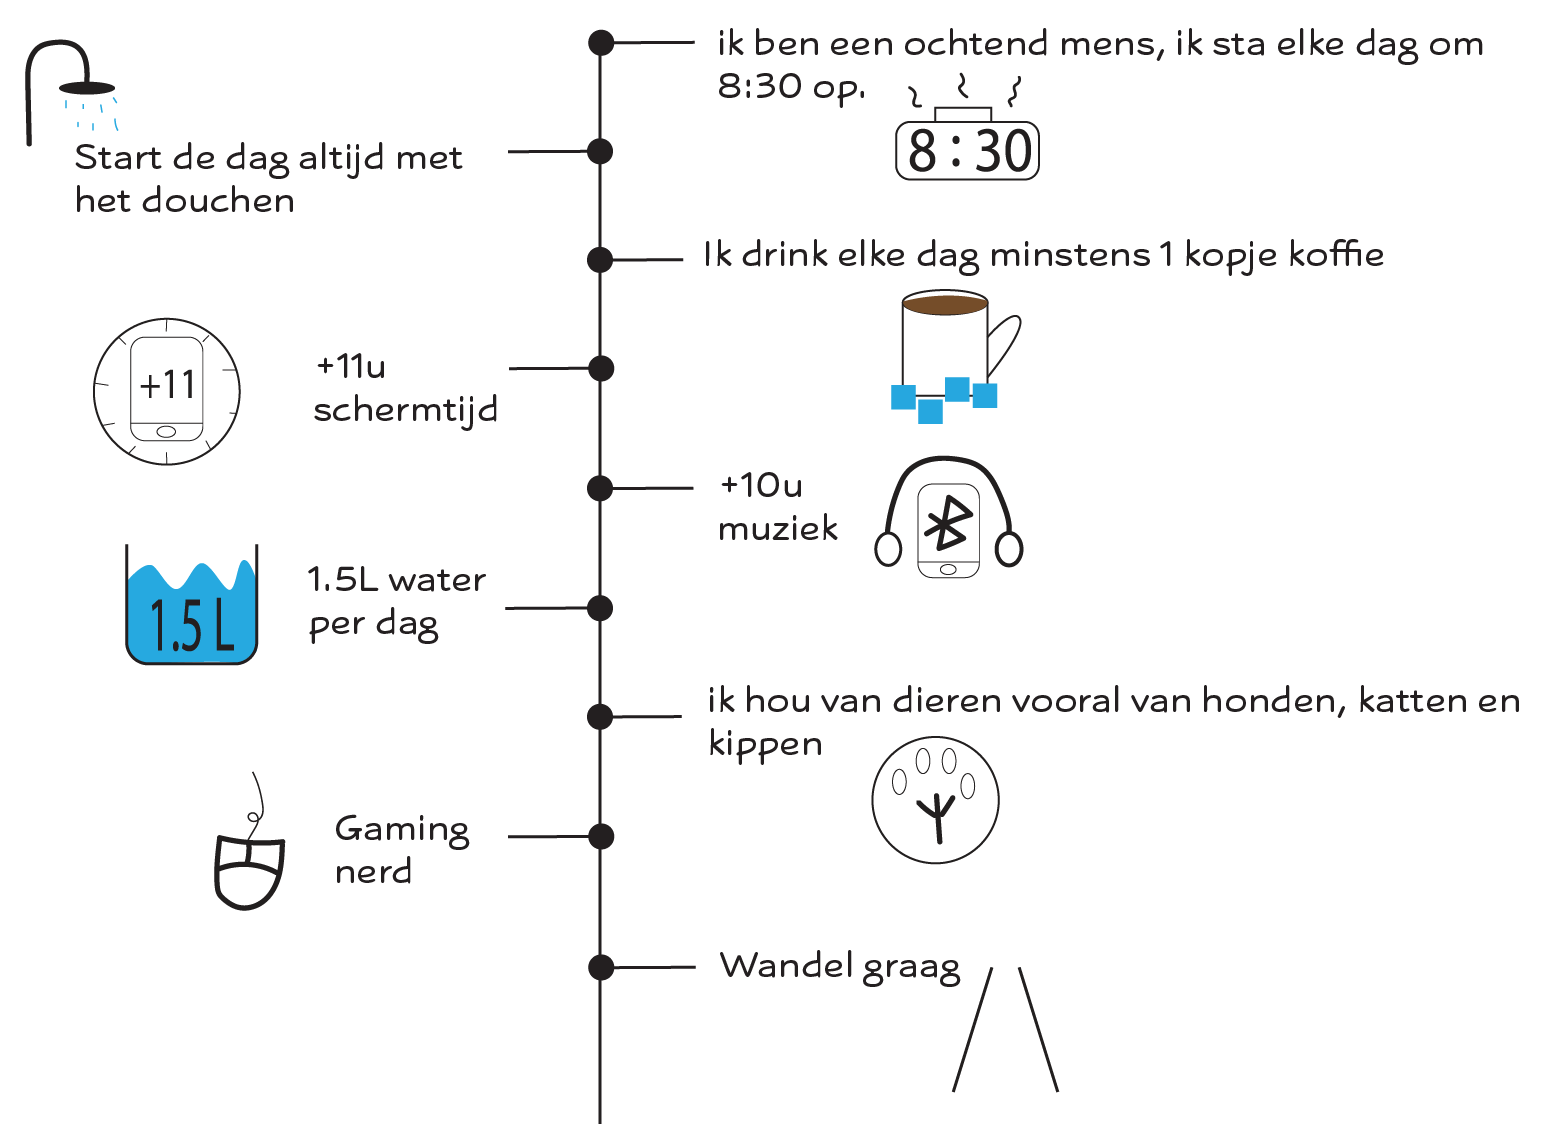 ik ben een ochtend mens, ik sta elke dag om
8:30 op.
8:30
Start de dag altijd met
het douchen
Ik drink elke dag minstens 1 kopje koffie
+11
+11u
schermtijd
+10u
muziek
1.5L
1.5L water
per dag
ik hou van dieren vooral van honden, katten en
kippen
Gaming
nerd
Wandel graag